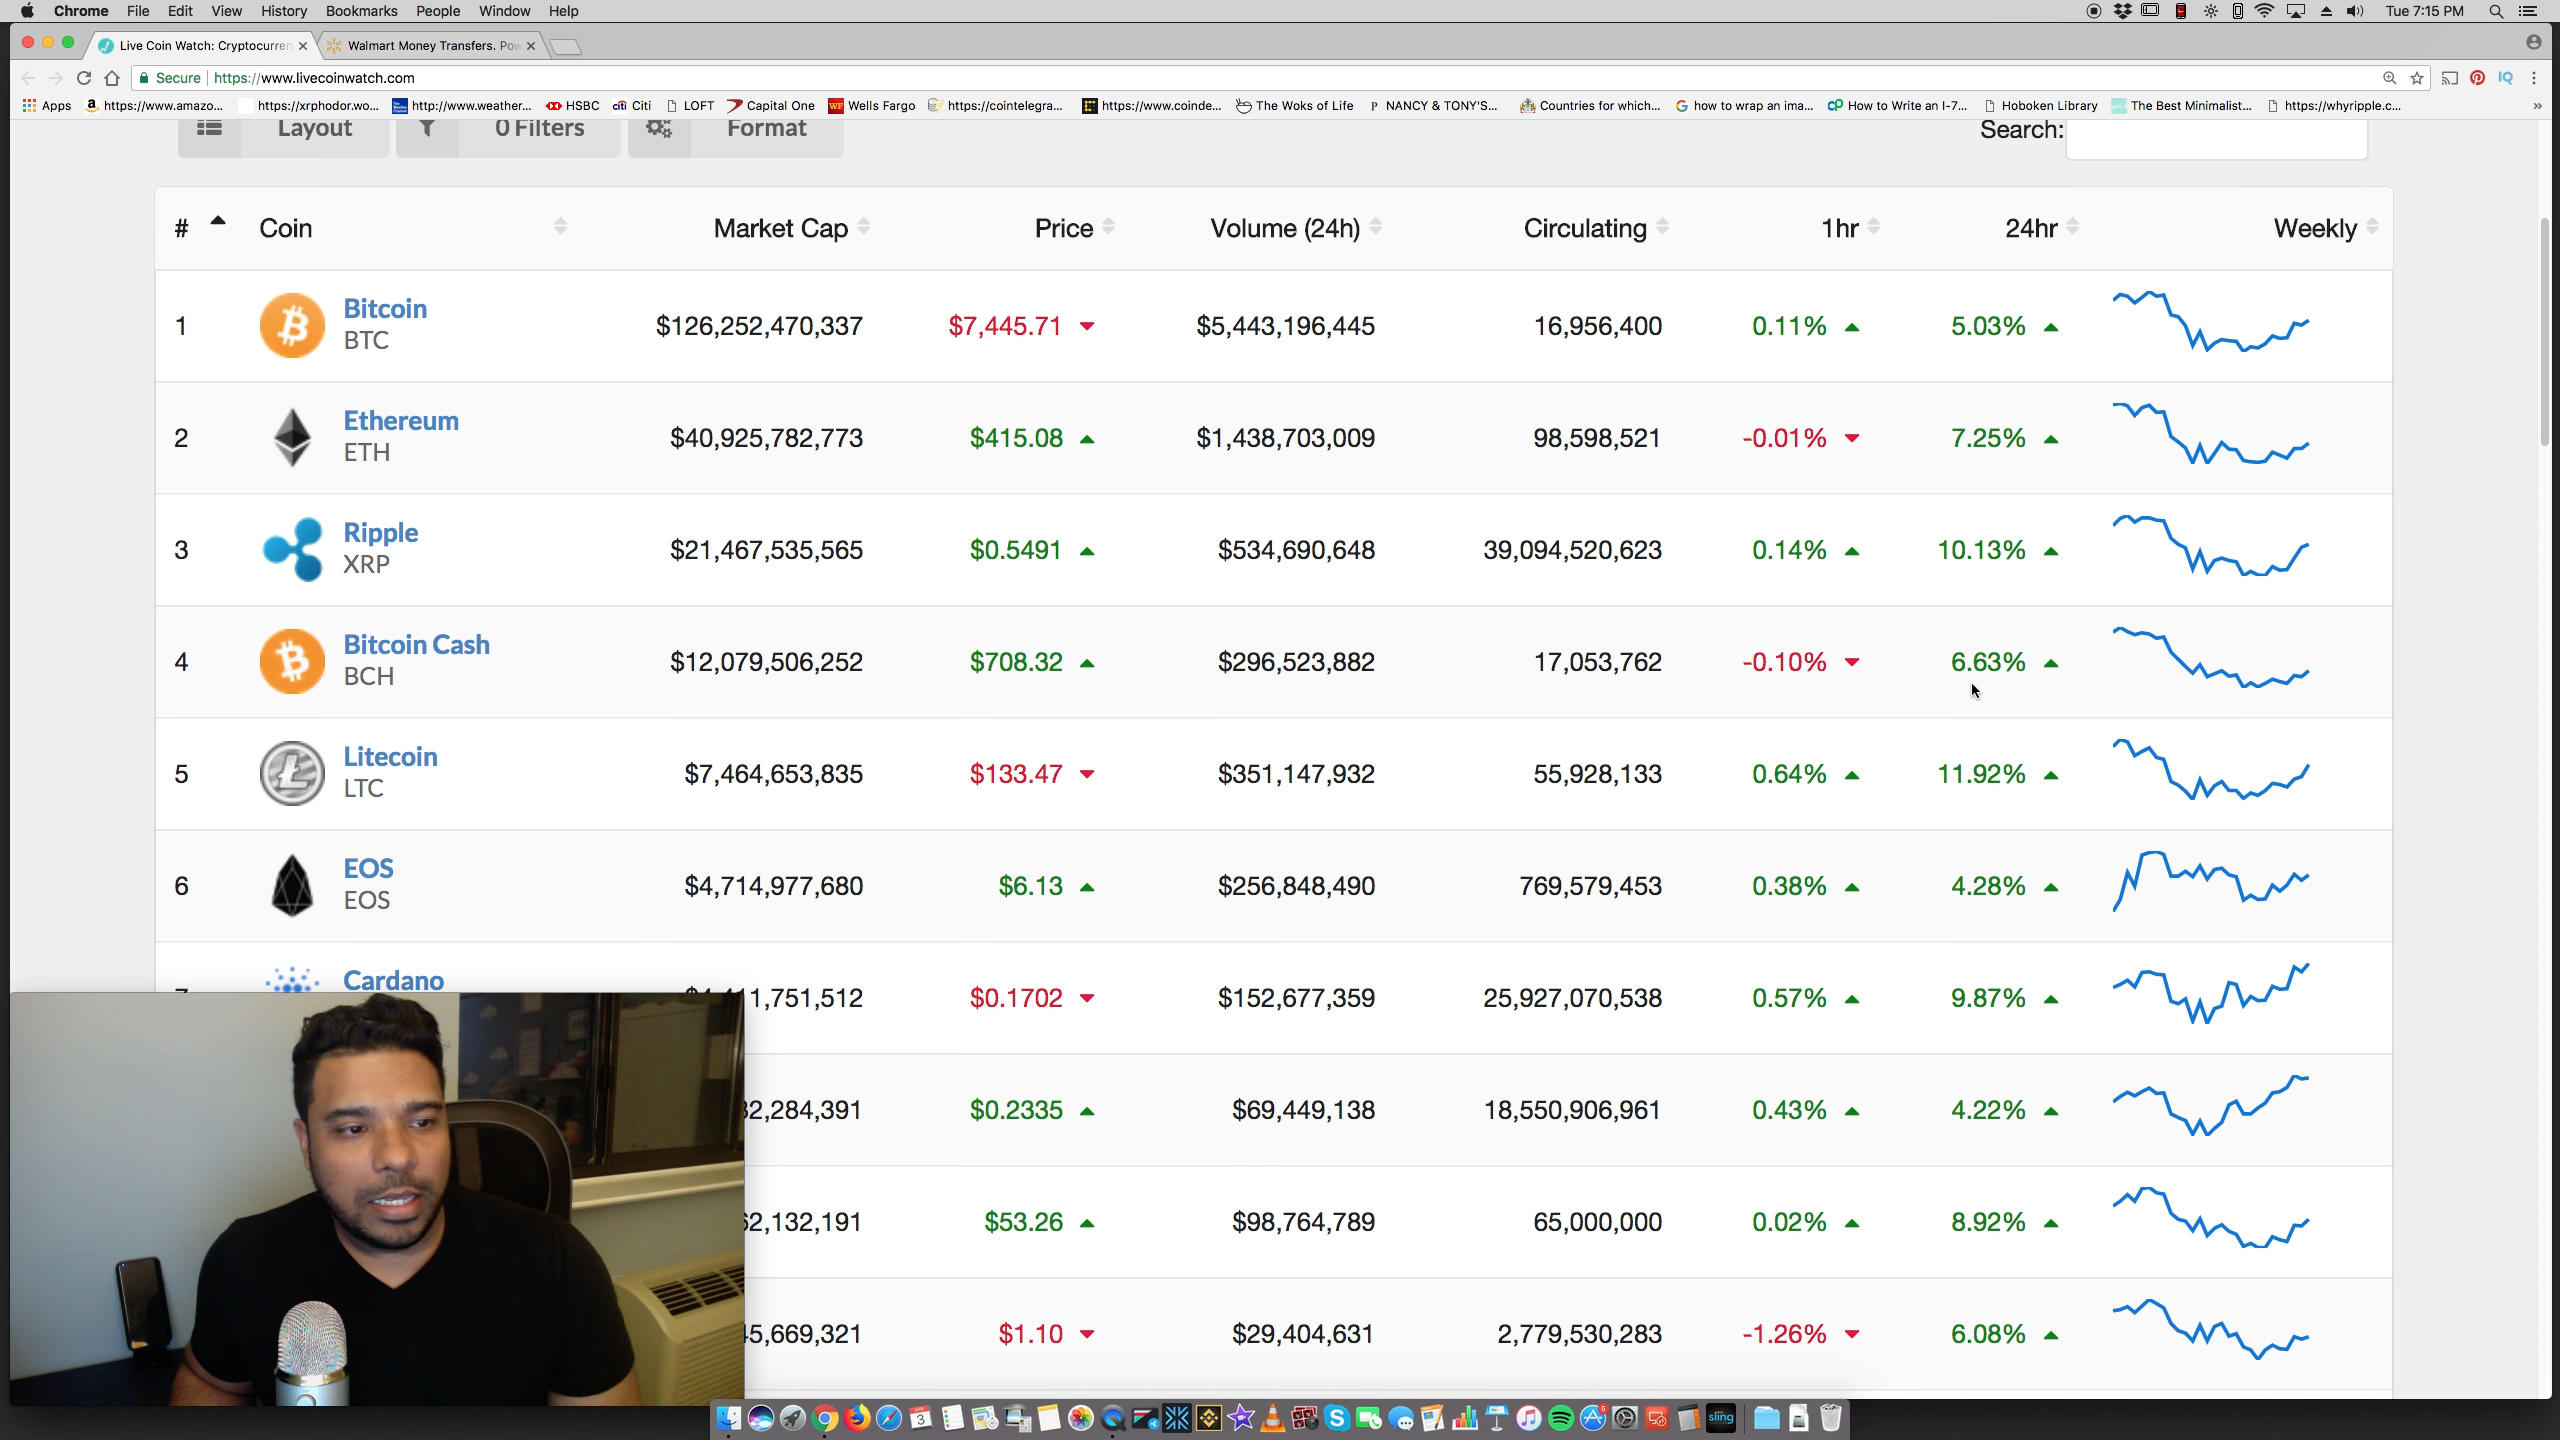 Chrome File Edit View History Bookmarks People Window Help Tue 7:15 PM
Live Coin Watch: Cryptocurren Walmart Money Transfers. Pow
Secure https://www.livecoinwatch.com
Apps https://www.amazo... https://xrphodor.wo... http://www.weather... HSBC citi Citi LOFT Capital One WF Wells Fargo https://cointelegra... https://www.coinde... The Woks of Life P NANCY & TONY'S... Countries for which... how to wrap an ima... How to Write an I-7... Hoboken Library The Best Minimalist... https://whyripple.c... »
Layout 0 Filters Format Search:
# Coin Market Cap Price Volume (24h) Circulating 1hr 24hr Weekly
1 Bitcoin $126,252,470,337 $7,445.71 $5,443,196,445 16,956,400 0.11% 5.03%
BTC
2 Ethereum $40,925,782,773 $415.08 $1,438,703,009 98,598,521 -0.01% 7.25%
ETH
3 Ripple $21,467,535,565 $0.5491 $534,690,648 39,094,520,623 0.14% 10.13%
XRP
4 Bitcoin Cash $12,079,506,252 $708.32 $296,523,882 17,053,762 -0.10% 6.63%
BCH
5 Litecoin $7,464,653,835 $133.47 $351,147,932 55,928,133 0.64% 11.92%
LTC
6 EOS $4,714,977,680 $6.13 $256,848,490 769,579,453 0.38% 4.28%
EOS
Cardano 11,751,512 $0.1702 $152,677,359 25,927,070,538 0.57% 9.87%
2,284,391 $0.2335 $69,449,138 18,550,906,961 0.43% 4.22%
62,132,191 $53.26 $98,764,789 65,000,000 0.02% 8.92%
45,669,321 $1.10 $29,404,631 2,779,530,283 -1.26% 6.08%
3 sling